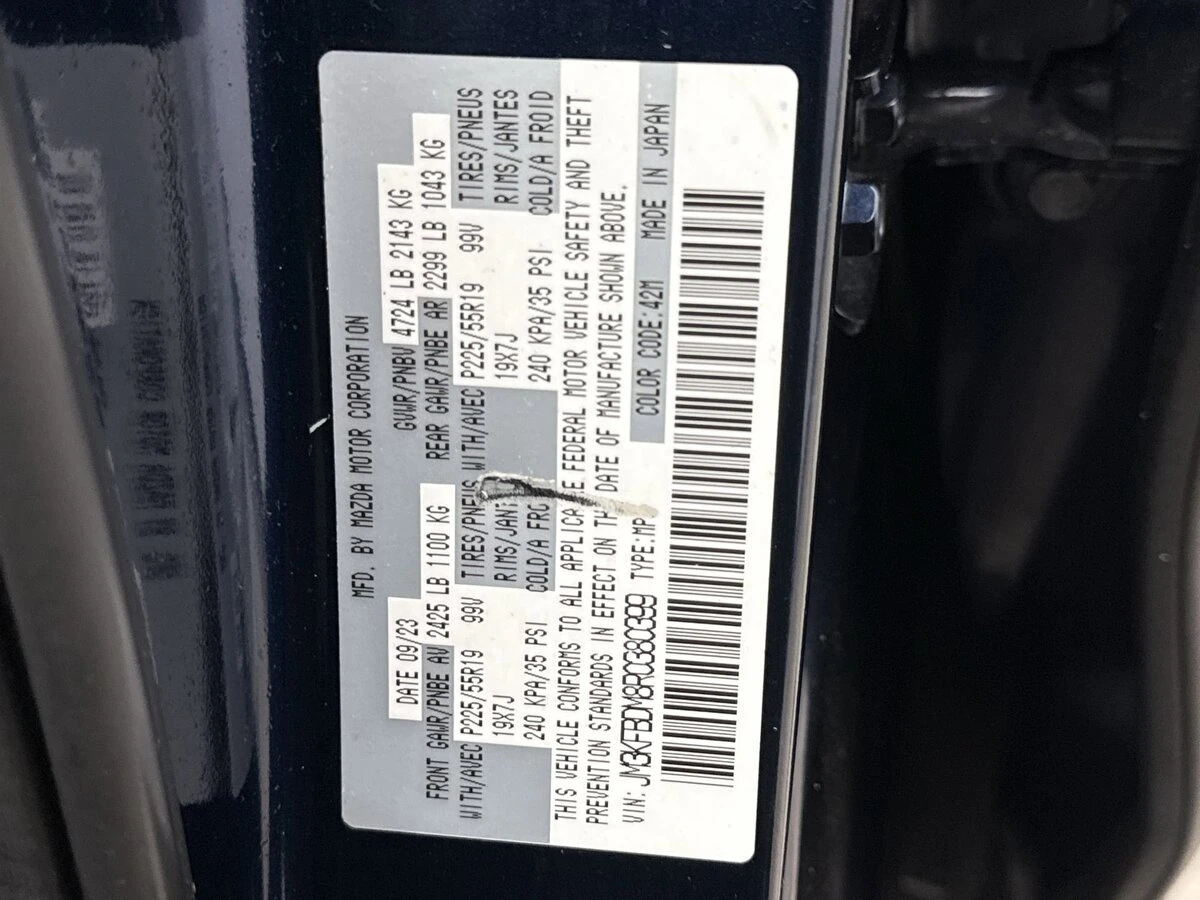 MFD. BY MAZDA MOTOR CORPORATION
DATE 09/23 GVWR/PNBV 4724 LB 2143 KG
FRONT GAWR/PNBE AV 2425 LB 1100 KG REAR GAWR/PNBE AR 2299 LB 1043 KG
WITH/AVEC P225/55R19 99V TIRES/PNEUS WITH/AVEC P225/55R19 99V TIRES/PNEUS
19X7J RIMS/JANT 19X7J RIMS/JANTES
240 KPA/35 PSI COLD/A FRO 240 KPA/35 PSI COLD/A FROID
THIS VEHICLE CONFORMS TO ALL APPLICA E FEDERAL MOTOR VEHICLE SAFETY AND THEFT
PREVENTION STANDARDS IN EFFECT ON TH DATE OF MANUFACTURE SHOWN ABOVE.
VIN: JM3KFBDM8R0380399 TYPE:MP COLOR CODE:42M MADE IN JAPAN